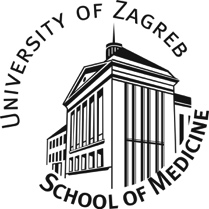 UNIVERSITY OF ZAGREB
SCHOOL OF MEDICINE